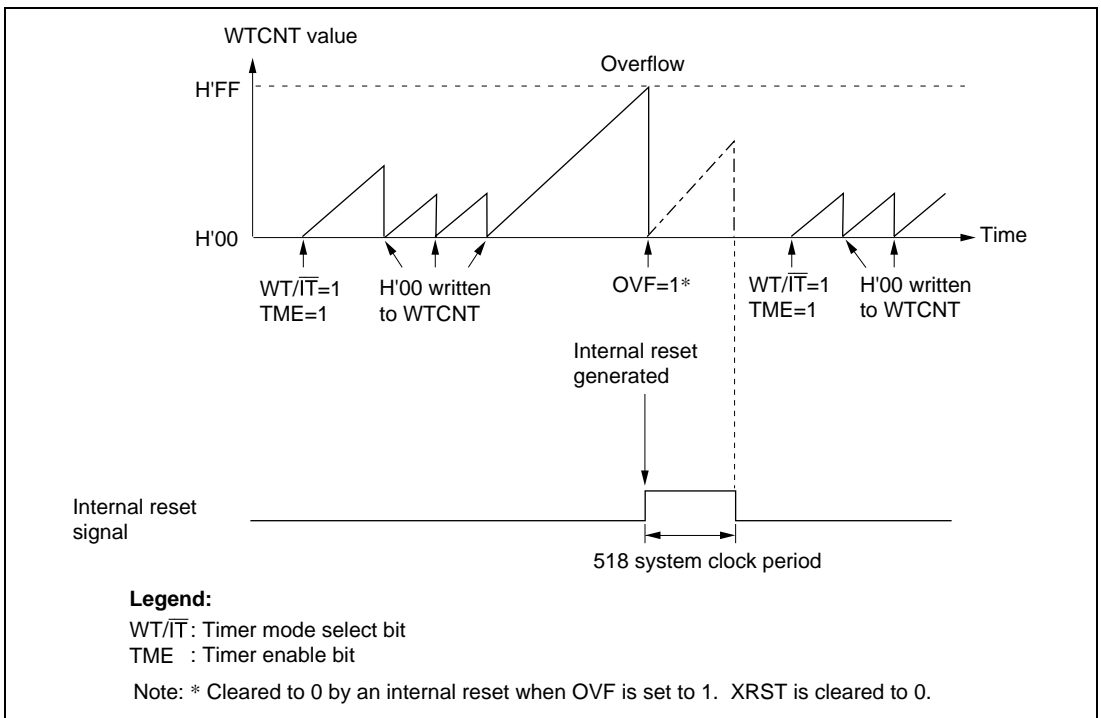 WTCNT value
Overflow
H'FF
H'00
Time
WT/I̅T̅=1
TME=1
H'00 written
to WTCNT
OVF=1*
WT/I̅T̅=1
TME=1
H'00 written
to WTCNT
Internal reset
generated
Internal reset
signal
518 system clock period
Legend:
WT/I̅T̅ : Timer mode select bit
TME : Timer enable bit
Note: * Cleared to 0 by an internal reset when OVF is set to 1. XRST is cleared to 0.